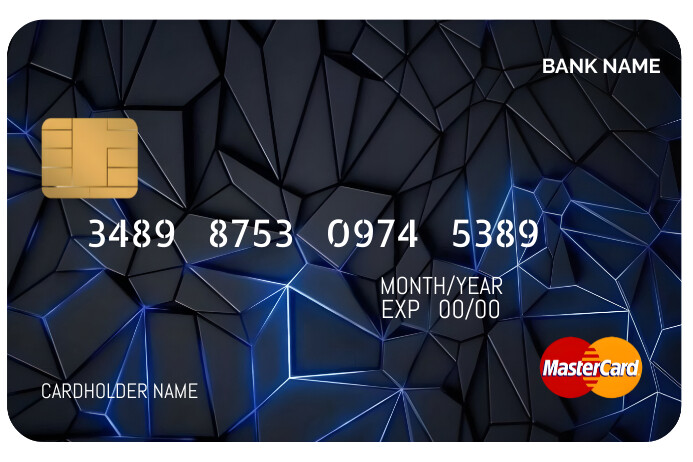 BANK NAME
3489 8753 0974 5389
MONTH/YEAR
EXP 00/00
MasterCard
CARDHOLDER NAME